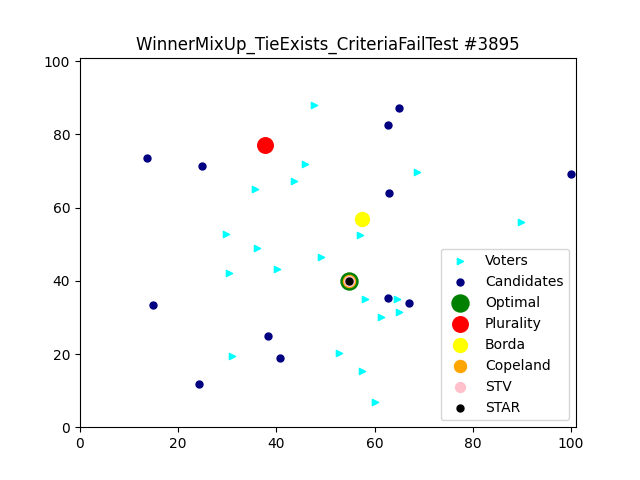 WinnerMixUp_TieExists_CriteriaFailTest #3895
100
80
60
40
20
0
Voters
Candidates
Optimal
Plurality
Borda
Copeland
STV
STAR
0 20 40 60 80 100